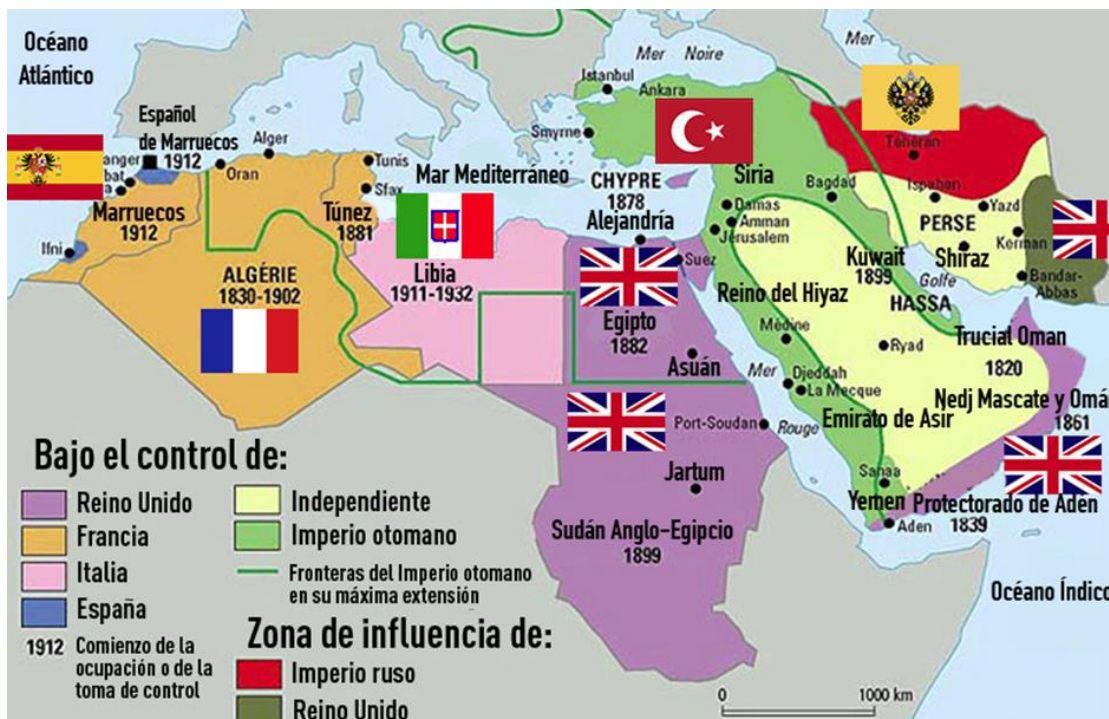 Océano
Atlántico
Mer Noire
Mer
Istanbul
Ankara
Español
de Marruecos
1912
Alger
Smyrne
Téhéran
anger
bat
a
Oran
Tunis
Mar Mediterráneo
CHYPRE
1878
Siria
Bagdad
Ispahan
Sfax
Damas
Yazd
Marruecos
1912
Túnez
1881
Alejandría
Amman
Jérusalem
PERSE
Kerman
Ifni
Suez
Kuwait
1899
Shiraz
ALGÉRIE
1830-1902
Libia
1911-1932
Golfe
Bandar-
Abbas
Reino del Hiyaz
HASSA
Egipto
1882
Médine
Trucial Oman
1820
Ryad
Asuán
Mer
Djeddah
La Mecque
Nedj Mascate y Omá
1861
Port-Soudan
Rouge
Emirato de Asir
Jartum
Sanaa
Yemen
Protectorado de Adén
1839
Aden
Sudán Anglo-Egipcio
1899
Océano Índico
Bajo el control de:
Reino Unido
Francia
Italia
España
1912 Comienzo de la
ocupación o de la
toma de control
Independiente
Imperio otomano
Fronteras del Imperio otomano
en su máxima extensión
Zona de influencia de:
Imperio ruso
Reino Unido
0 1000 km